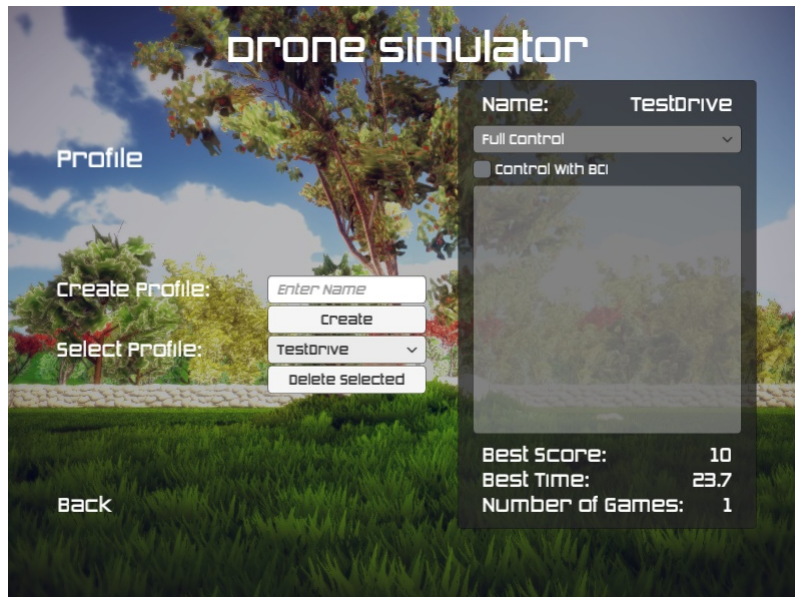 Drone Simulator
Profile
Create Profile:
Enter Name
Create
Select Profile:
TestDrive
Delete Selected
Back
Name: TestDrive
Full Control
Control With BCI
Best Score: 10
Best Time: 23.7
Number of Games: 1